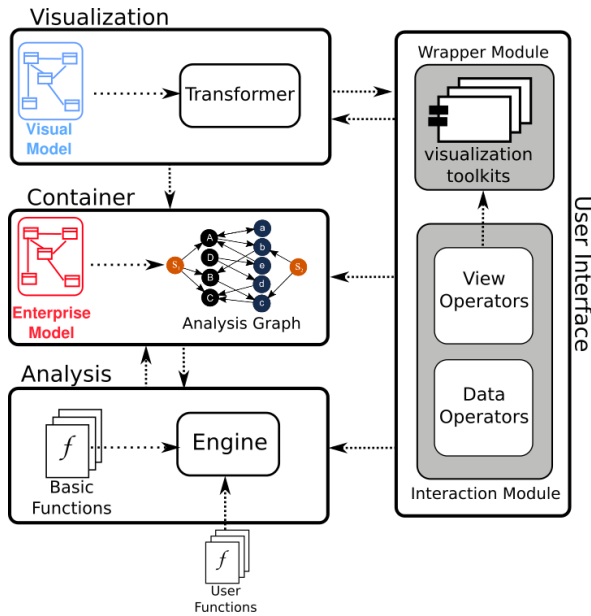 Visualization
Visual
Model
Transformer
Container
Enterprise
Model
A
D
B
C
a
b
e
d
c
Analysis Graph
Analysis
f
Basic
Functions
Engine
f
User
Functions
Wrapper Module
visualization
toolkits
View
Operators
Data
Operators
Interaction Module
User Interface